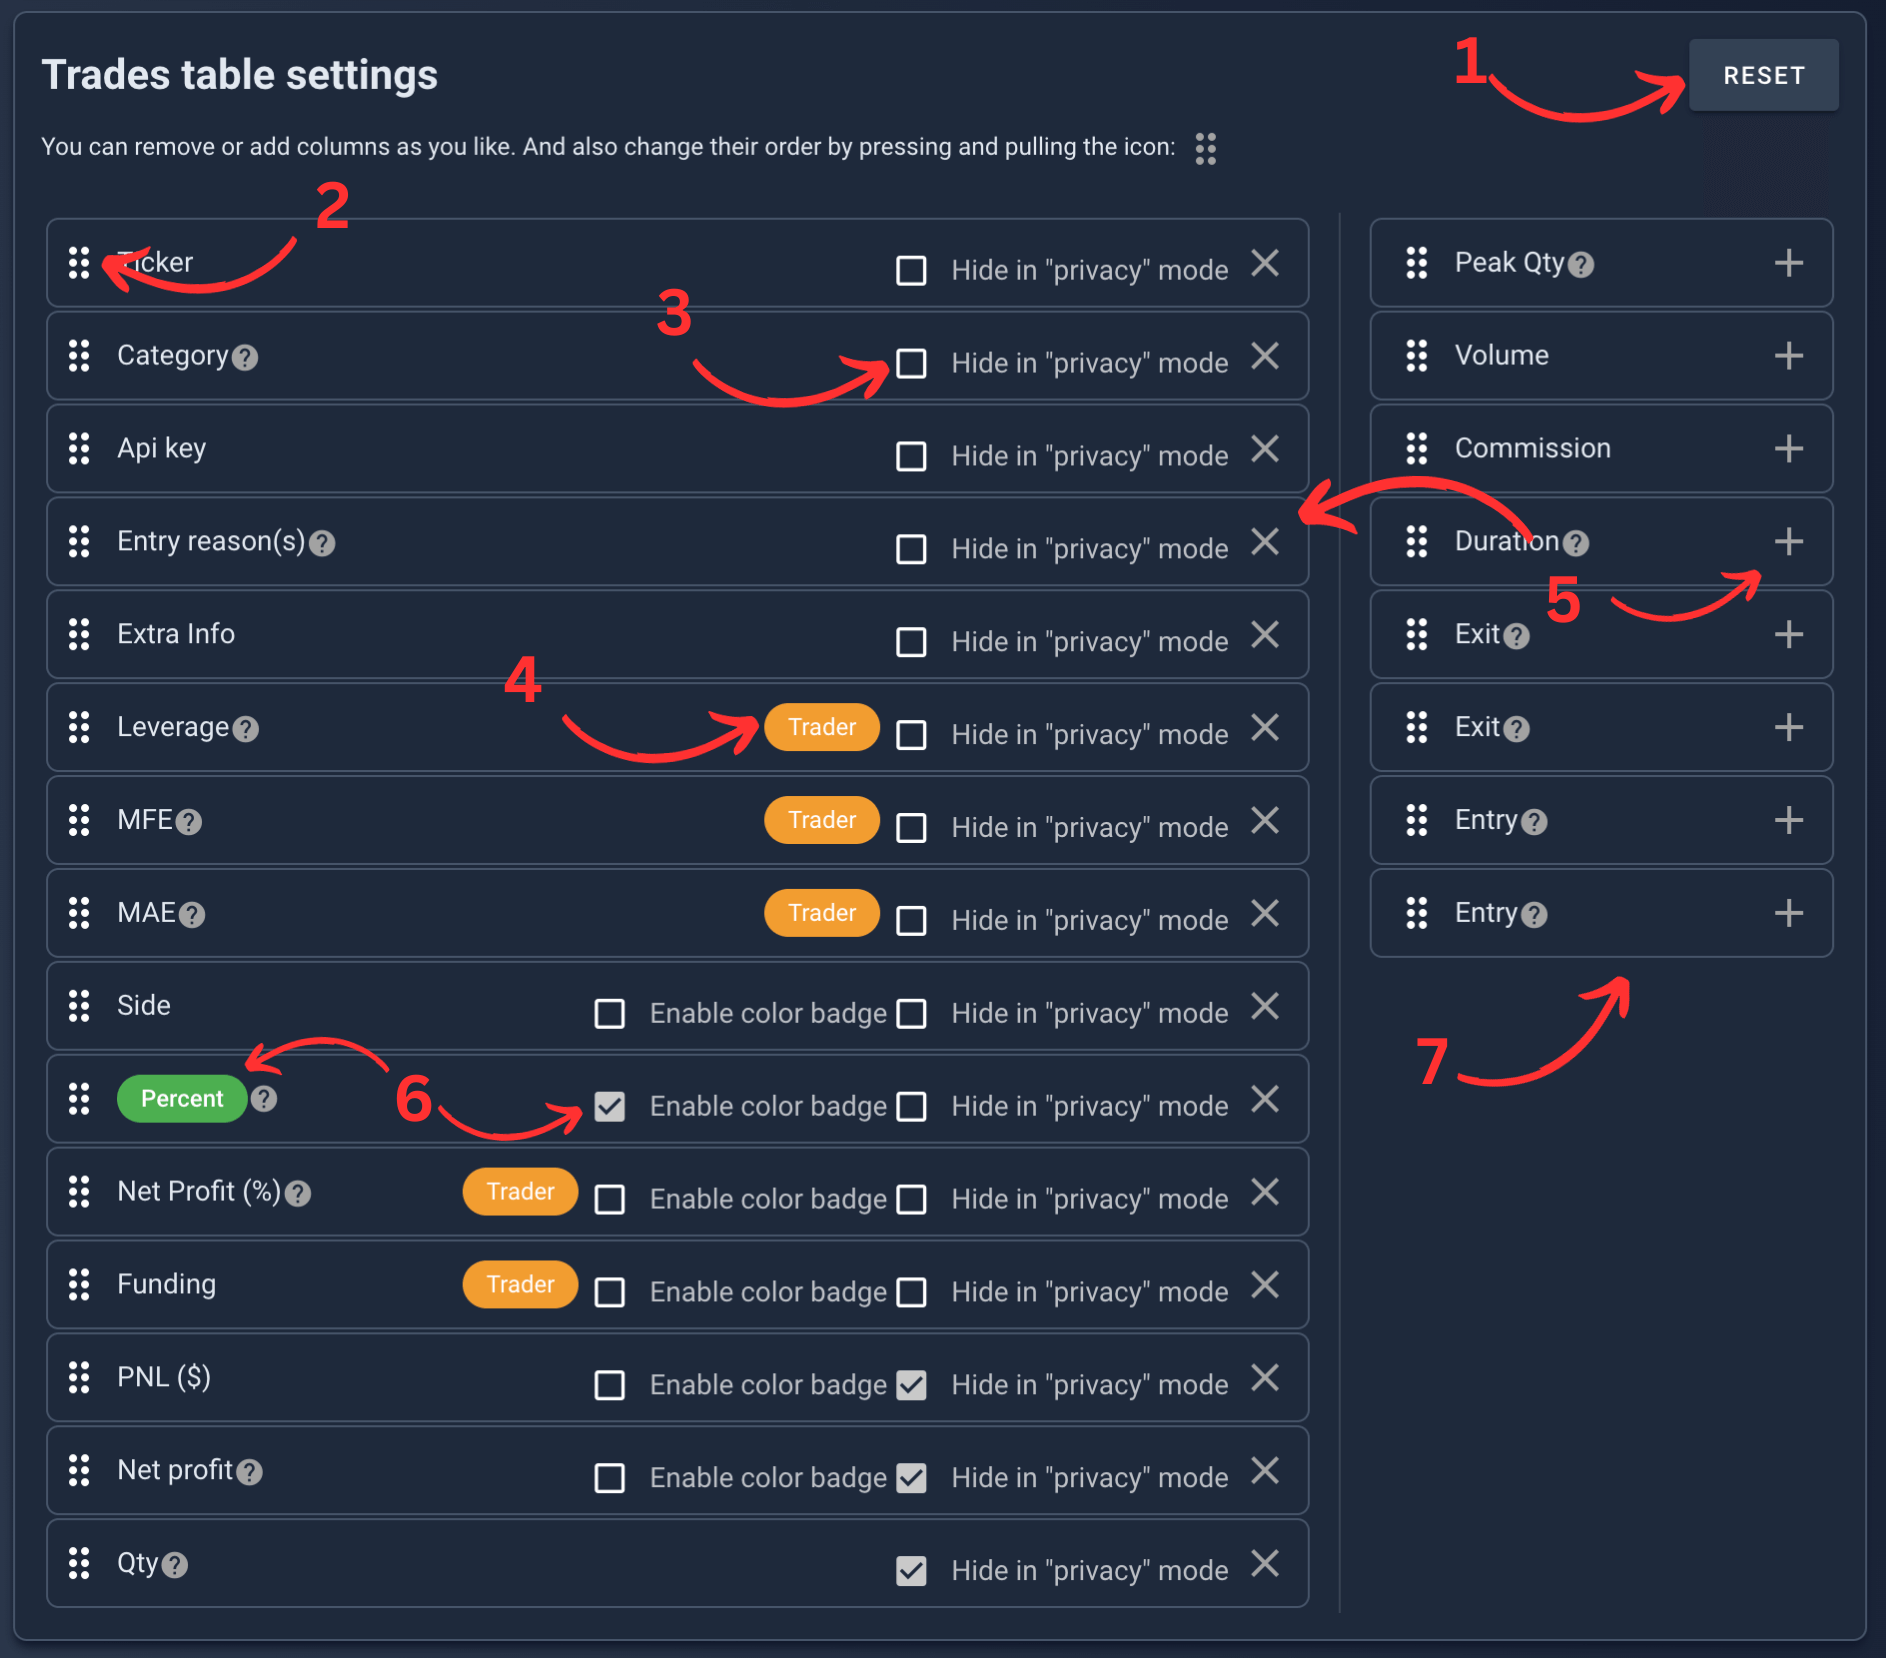 Trades table settings
1
RESET
You can remove or add columns as you like. And also change their order by pressing and pulling the icon:
2
Ticker
Hide in "privacy" mode
3
Category
Hide in "privacy" mode
Api key
Hide in "privacy" mode
Entry reason(s)
Hide in "privacy" mode
Extra Info
Hide in "privacy" mode
4
Leverage
Trader
Hide in "privacy" mode
MFE
Trader
Hide in "privacy" mode
MAE
Trader
Hide in "privacy" mode
Side
Enable color badge
Hide in "privacy" mode
Percent
6
Enable color badge
Hide in "privacy" mode
Net Profit (%)
Trader
Enable color badge
Hide in "privacy" mode
Funding
Trader
Enable color badge
Hide in "privacy" mode
PNL ($)
Enable color badge
Hide in "privacy" mode
Net profit
Enable color badge
Hide in "privacy" mode
Qty
Hide in "privacy" mode
Peak Qty
Volume
Commission
Duration
5
Exit
Exit
Entry
Entry
7